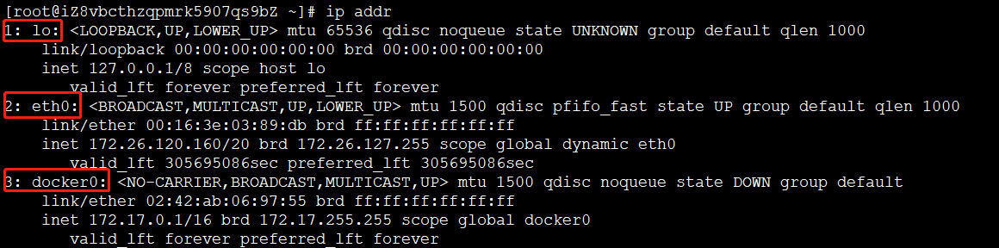 [root@iZ8vbcthzqpmrk5907qs9bZ ~]# ip addr
1: lo: <LOOPBACK,UP,LOWER_UP> mtu 65536 qdisc noqueue state UNKNOWN group default qlen 1000
    link/loopback 00:00:00:00:00:00 brd 00:00:00:00:00:00
    inet 127.0.0.1/8 scope host lo
       valid_lft forever preferred_lft forever
2: eth0: <BROADCAST,MULTICAST,UP,LOWER_UP> mtu 1500 qdisc pfifo_fast state UP group default qlen 1000
    link/ether 00:16:3e:03:89:db brd ff:ff:ff:ff:ff:ff
    inet 172.26.120.160/20 brd 172.26.127.255 scope global dynamic eth0
       valid_lft 305695086sec preferred_lft 305695086sec
3: docker0: <NO-CARRIER,BROADCAST,MULTICAST,UP> mtu 1500 qdisc noqueue state DOWN group default
    link/ether 02:42:ab:06:97:55 brd ff:ff:ff:ff:ff:ff
    inet 172.17.0.1/16 brd 172.17.255.255 scope global docker0
       valid_lft forever preferred_lft forever